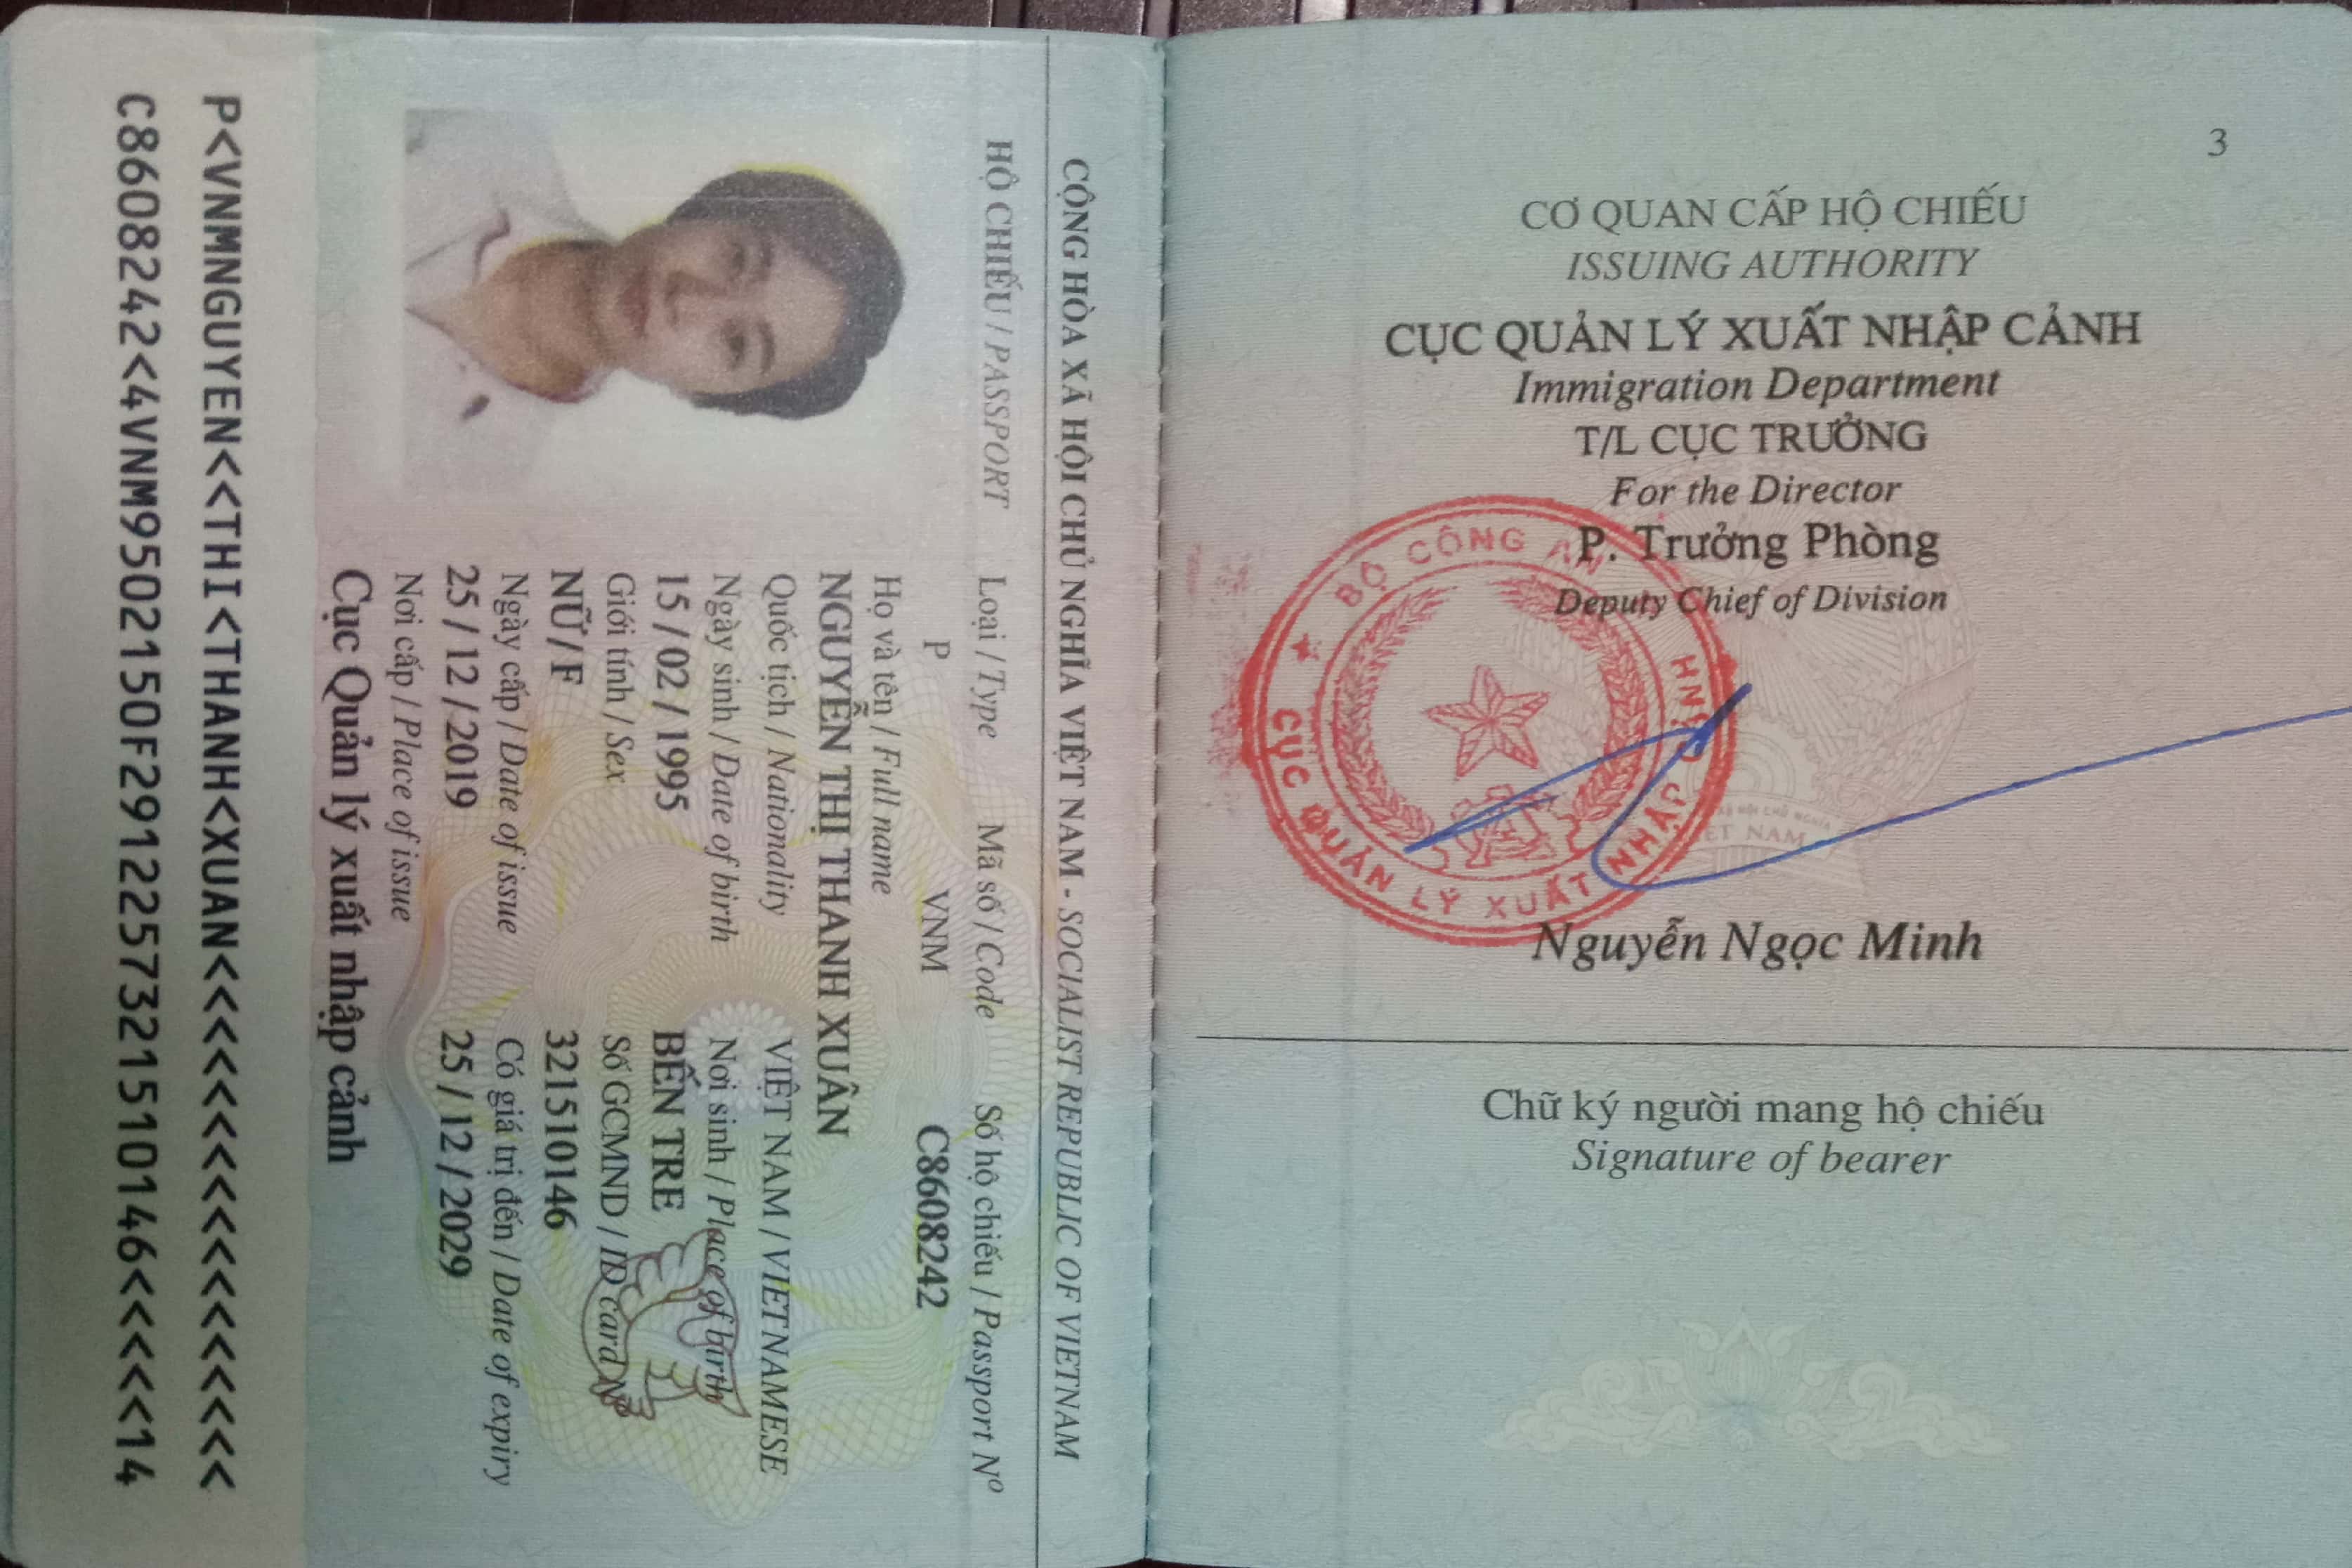 CỘNG HÒA XÃ HỘI CHỦ NGHĨA VIỆT NAM - SOCIALIST REPUBLIC OF VIETNAM
HỘ CHIẾU / PASSPORT Loại / Type Mã số / Code Số hộ chiếu / Passport Nº
P VNM C8608242
Họ và tên / Full name
NGUYỄN THỊ THANH XUÂN
Quốc tịch / Nationality VIỆT NAM / VIETNAMESE
Ngày sinh / Date of birth Nơi sinh / Place of birth
15 / 02 / 1995 BẾN TRE
Giới tính / Sex Số GCMND / ID card Nº
NỮ / F 321510146
Ngày cấp / Date of issue Có giá trị đến / Date of expiry
25 / 12 / 2019 25 / 12 / 2029
Nơi cấp / Place of issue
Cục Quản lý xuất nhập cảnh
P<VNMNGUYEN<<THI<THANH<XUAN<<<<<<<<<<<<<<<<<
C8608242<4VNM9502150F2912257321510146<<<<<14
3
CƠ QUAN CẤP HỘ CHIẾU
ISSUING AUTHORITY
CỤC QUẢN LÝ XUẤT NHẬP CẢNH
Immigration Department
T/L CỤC TRƯỞNG
For the Director
P. Trưởng Phòng
Deputy Chief of Division
BỘ CÔNG AN
CỤC QUẢN LÝ XUẤT NHẬP CẢNH
Nguyễn Ngọc Minh
Chữ ký người mang hộ chiếu
Signature of bearer